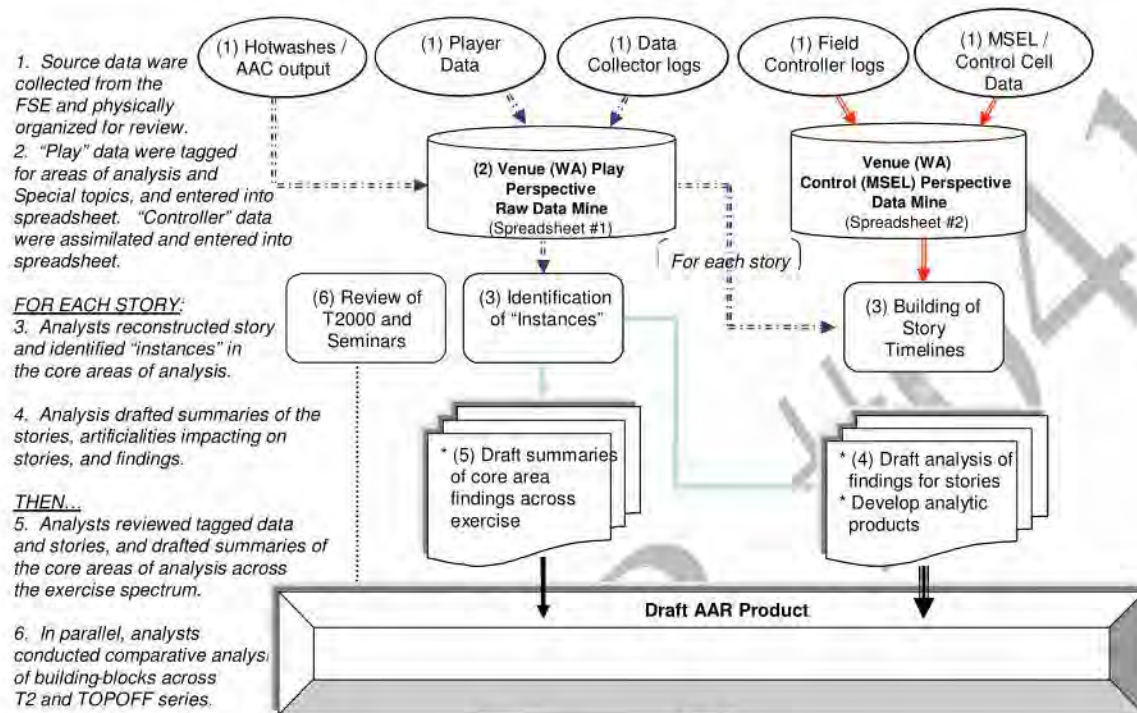 1. Source data were
collected from the
FSE and physically
organized for review.
2. "Play" data were tagged
for areas of analysis and
Special topics, and entered into
spreadsheet. "Controller" data
were assimilated and entered into
spreadsheet.
FOR EACH STORY:
3. Analysts reconstructed story
and identified "instances" in
the core areas of analysis.
4. Analysis drafted summaries of the
stories, artificialities impacting on
stories, and findings.
THEN...
5. Analysts reviewed tagged data
and stories, and drafted summaries of
the core areas of analysis across
the exercise spectrum.
6. In parallel, analysts
conducted comparative analysi
of building-blocks across
T2 and TOPOFF series.
(1) Hotwashes /
AAC output
(1) Player
Data
(1) Data
Collector logs
(1) Field
Controller logs
(1) MSEL /
Control Cell
Data
(2) Venue (WA) Play
Perspective
Raw Data Mine
(Spreadsheet #1)
Venue (WA)
Control (MSEL) Perspective
Data Mine
(Spreadsheet #2)
For each story
(6) Review of
T2000 and
Seminars
(3) Identification
of "Instances"
(3) Building of
Story
Timelines
* (5) Draft summaries
of core area
findings across
exercise
* (4) Draft analysis of
findings for stories
* Develop analytic
products
Draft AAR Product